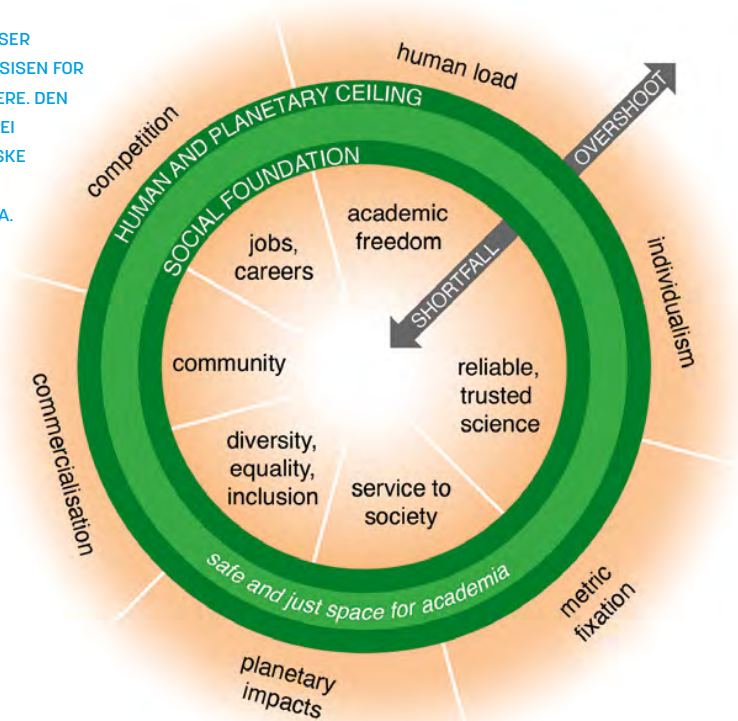 human load
OVERSHOOT
HUMAN AND PLANETARY CEILING
competition
SOCIAL FOUNDATION
academic
freedom
jobs,
careers
SHORTFALL
individualism
community
reliable,
trusted
science
commercialisation
diversity,
equality,
inclusion
service to
society
safe and just space for academia
metric
fixation
planetary
impacts